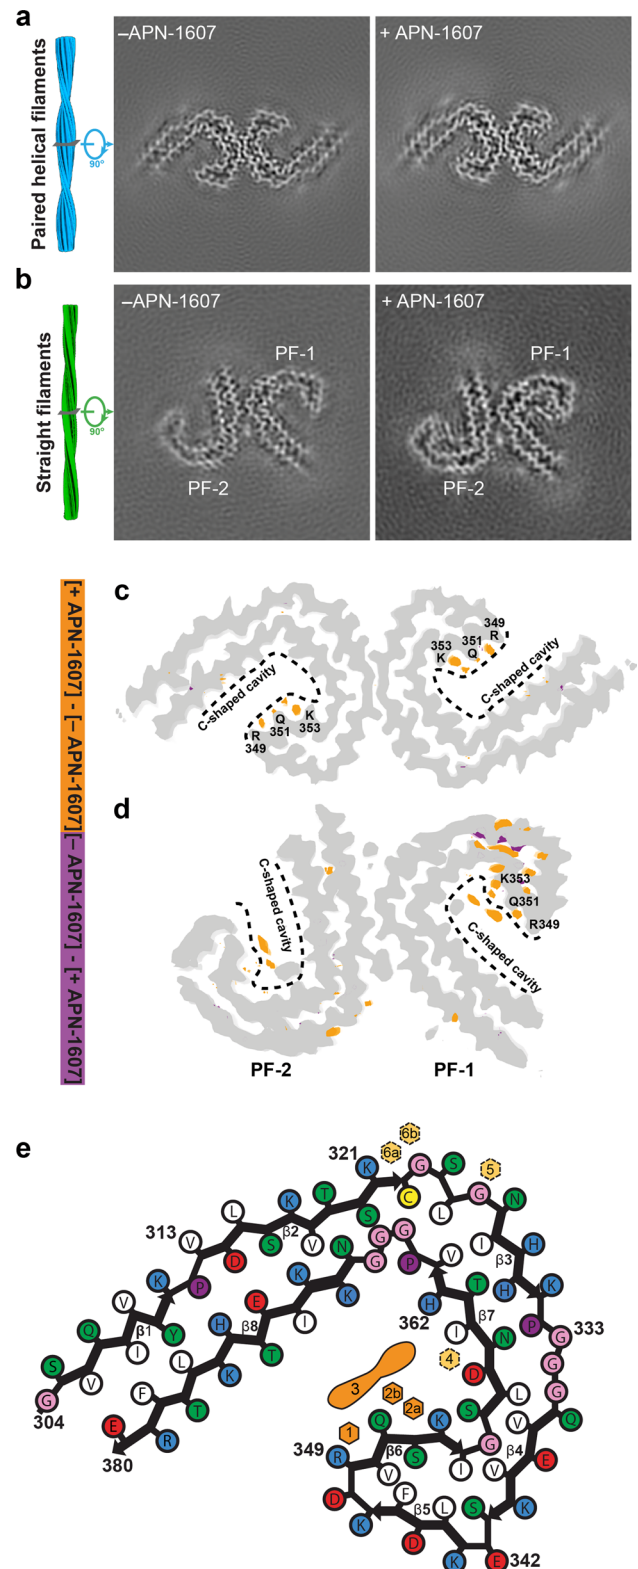 a
Paired helical filaments
90°
–APN-1607
+ APN-1607
b
Straight filaments
90°
–APN-1607
PF-1
PF-2
+ APN-1607
PF-1
PF-2
[+ APN-1607] - [– APN-1607]
[– APN-1607] - [+ APN-1607]
c
C-shaped cavity
R
349
Q
351
K
353
353
K
351
Q
349
R
C-shaped cavity
d
C-shaped cavity
K353
Q351
R349
C-shaped cavity
PF-2
PF-1
e
6b
6a
321
K
G
S
5
C
G
N
T
K
S
L
L
313
β2
V
S
N
G
G
I
H
β3
V
D
G
P
V
K
K
P
K
H
K
E
I
T
H
362
β7
P
G
333
V
H
β8
N
Q
β1
Y
T
I
G
S
I
L
K
3
4
D
G
G
V
F
T
2b
2a
S
L
V
Q
304
E
R
1
Q
K
G
β4
380
349
R
β6
S
I
V
E
V
D
F
L
S
K
K
β5
D
K
E
342